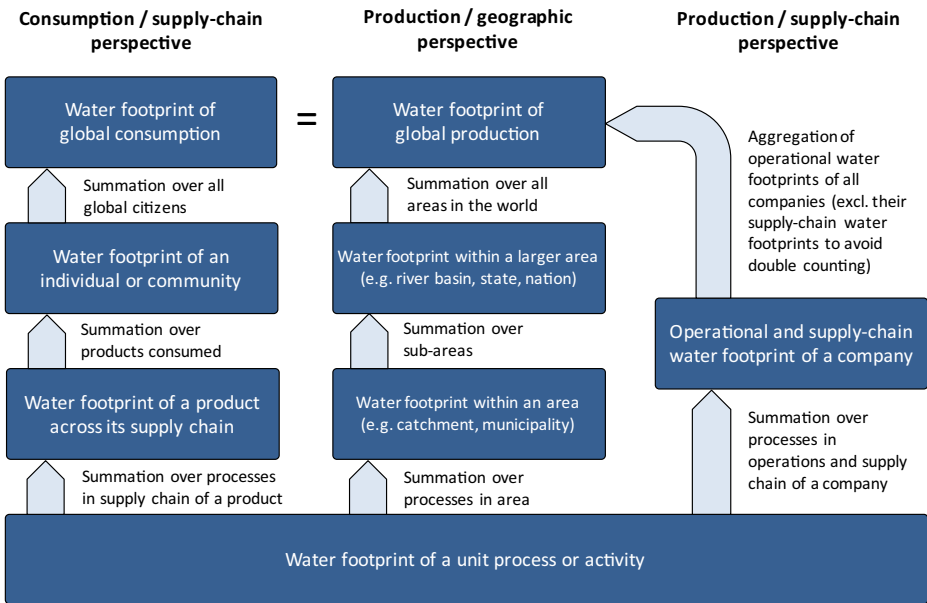 Consumption / supply-chain
perspective
Production / geographic
perspective
Production / supply-chain
perspective
Water footprint of
global consumption
=
Water footprint of
global production
Aggregation of
operational water
footprints of all
companies (excl. their
supply-chain water
footprints to avoid
double counting)
Summation over all
global citizens
Summation over all
areas in the world
Water footprint of an
individual or community
Water footprint within a larger area
(e.g. river basin, state, nation)
Operational and supply-chain
water footprint of a company
Summation over
products consumed
Summation over
sub-areas
Water footprint of a product
across its supply chain
Water footprint within an area
(e.g. catchment, municipality)
Summation over
processes in
operations and supply
chain of a company
Summation over processes
in supply chain of a product
Summation over
processes in area
Water footprint of a unit process or activity